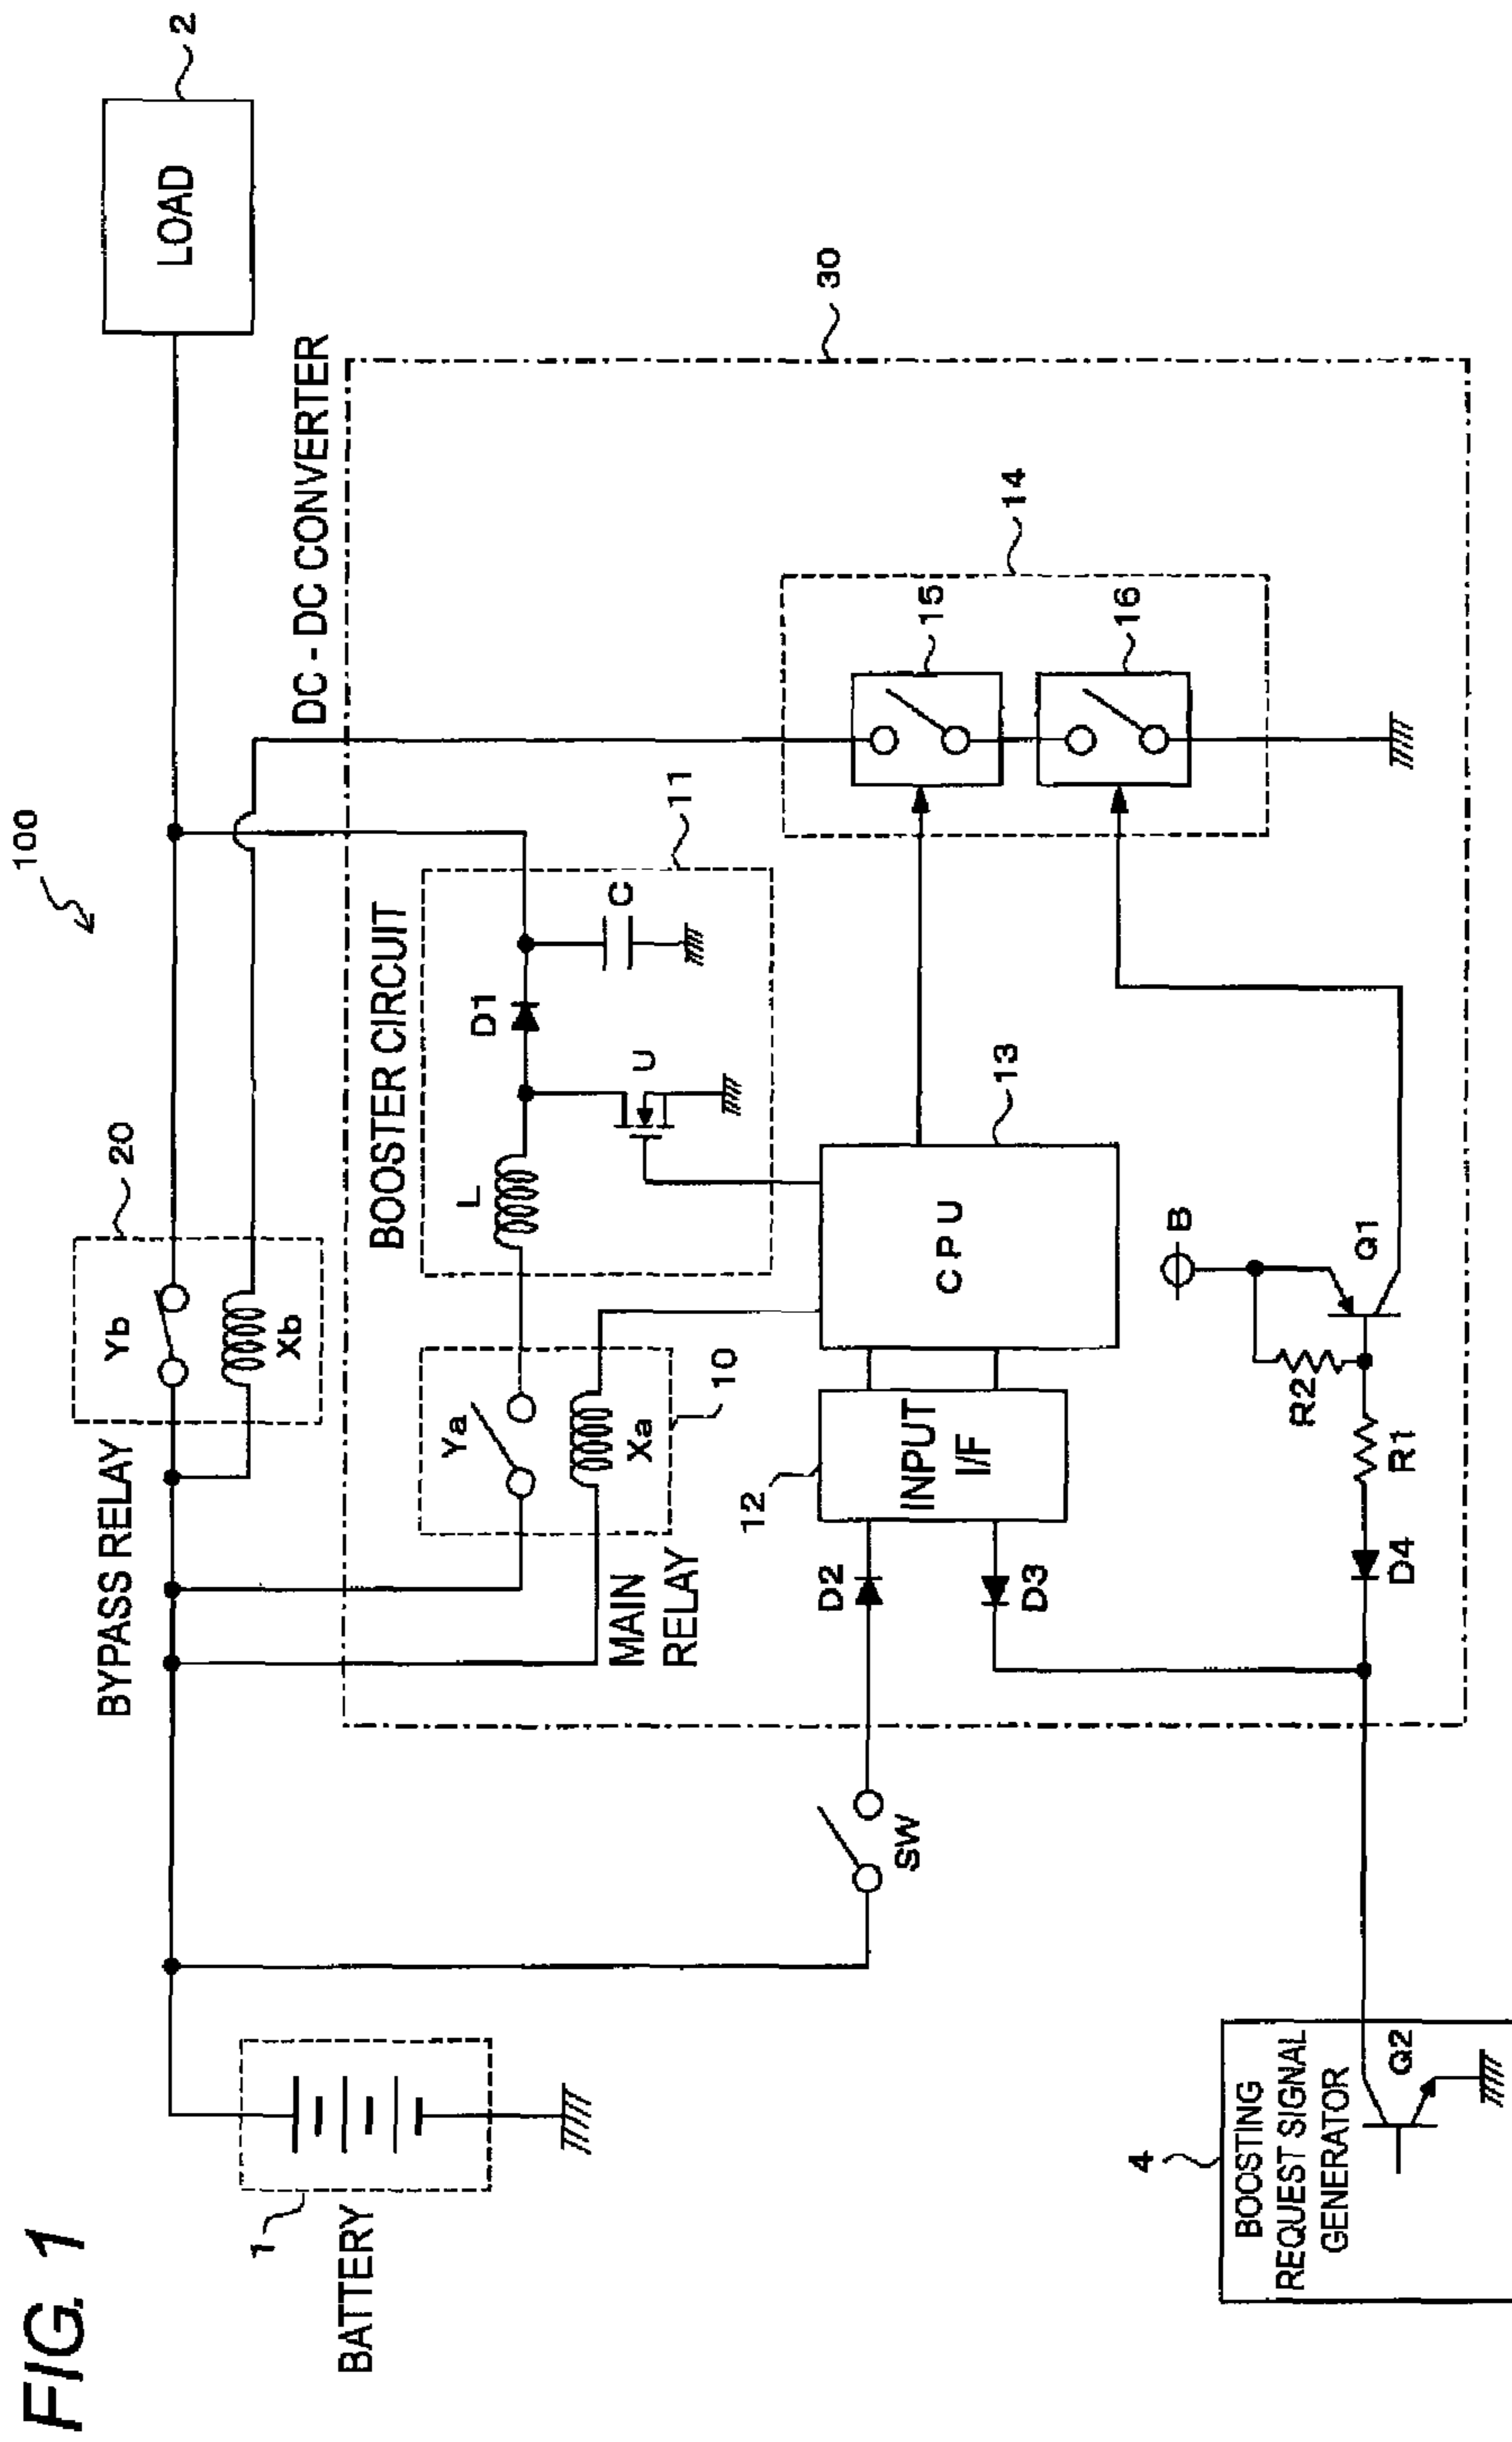 FIG. 1
100
BYPASS RELAY
20
Yb
Xb
LOAD
2
DC - DC CONVERTER
30
BATTERY
1
MAIN
RELAY
Ya
Xa
10
BOOSTER CIRCUIT
11
L
D1
U
C
SW
D2
D3
12
INPUT
I/F
CPU
13
14
15
16
B
R2
R1
D4
Q1
4
BOOSTING
REQUEST SIGNAL
GENERATOR
Q2